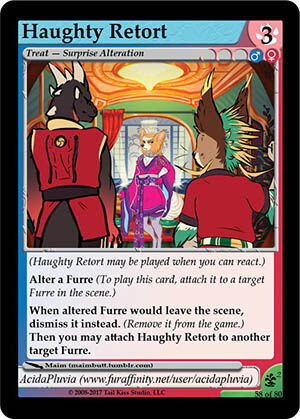 Haughty Retort
3
Treat — Surprise Alteration
(Haughty Retort may be played when you can react.)
Alter a Furre (To play this card, attach it to a target
Furre in the scene.)
When altered Furre would leave the scene,
dismiss it instead. (Remove it from the game.)
Then you may attach Haughty Retort to another
target Furre.
Maim (maimbutt.tumblr.com)
58 of 80
AcidaPluvia (www.furaffinity.net/user/acidapluvia)
© 2008-2017 Tail Kiss Studio, LLC